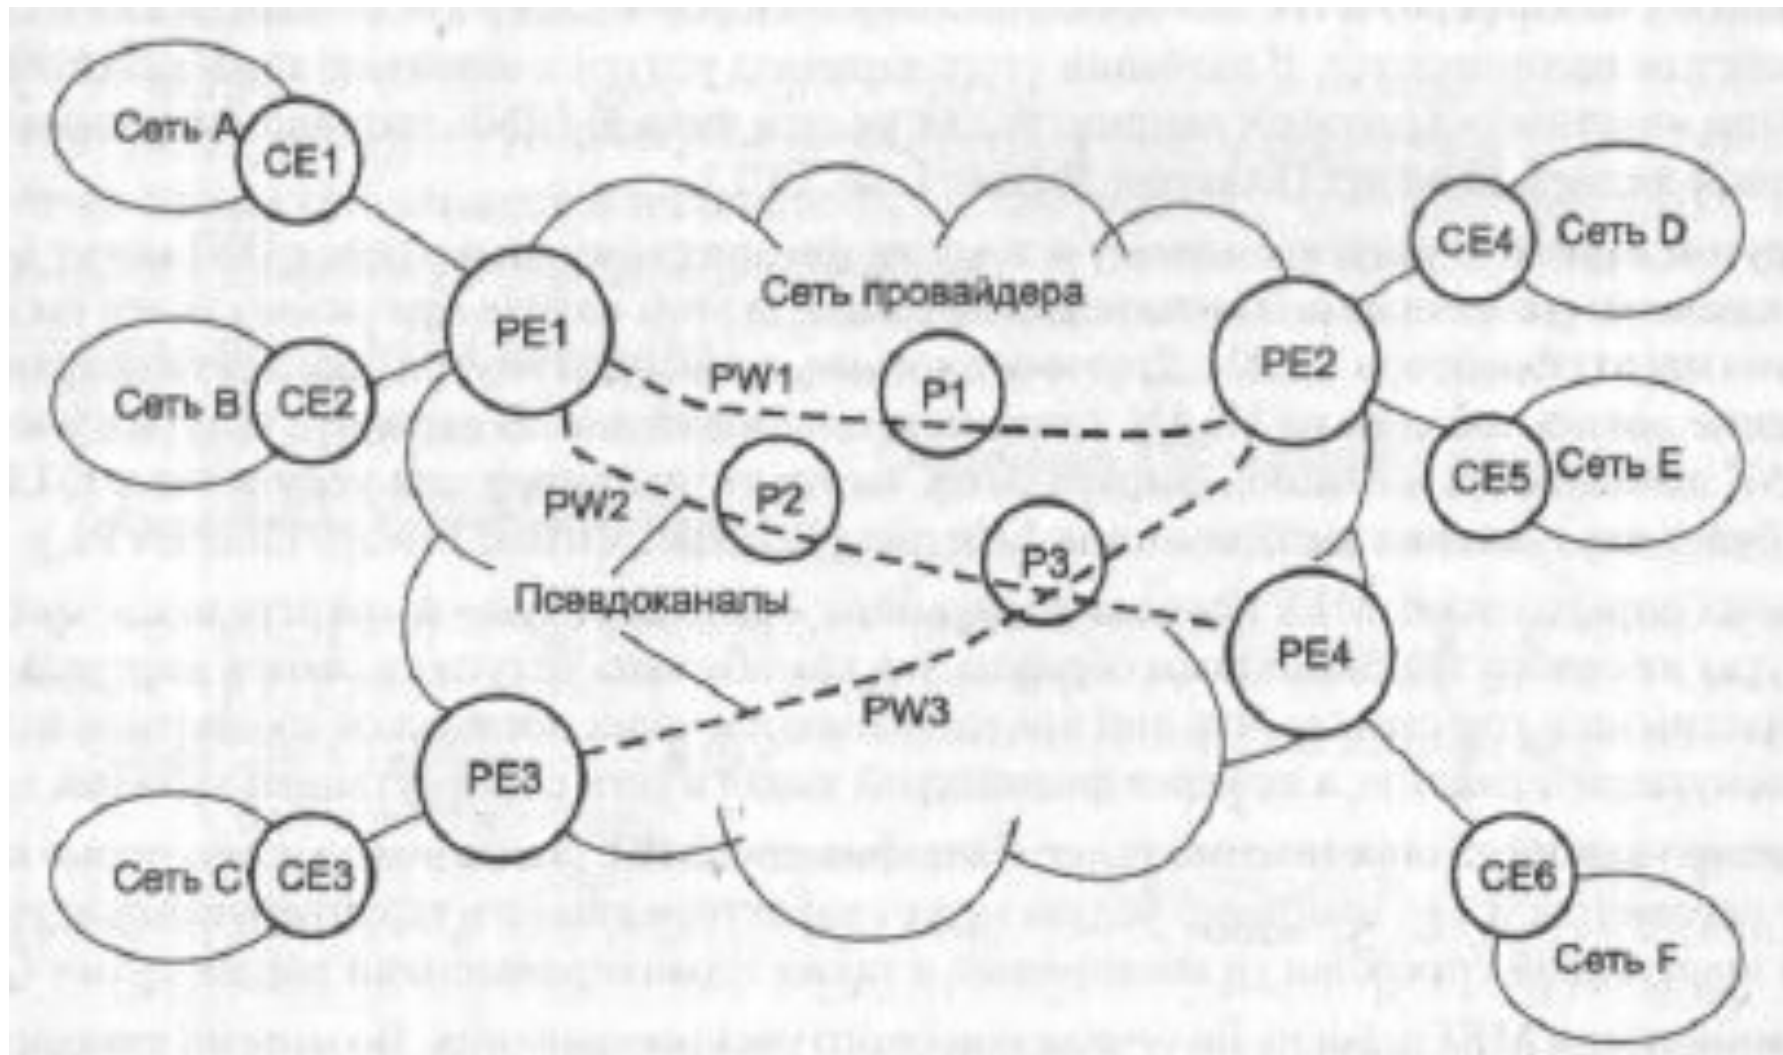 Сеть A
CE1
CE4
Сеть D
Сеть провайдера
PE1
PE2
PW1
P1
Сеть B
CE2
CE5
Сеть E
PW2
P2
P3
Псевдоканалы
PE4
PW3
PE3
Сеть C
CE3
CE6
Сеть F